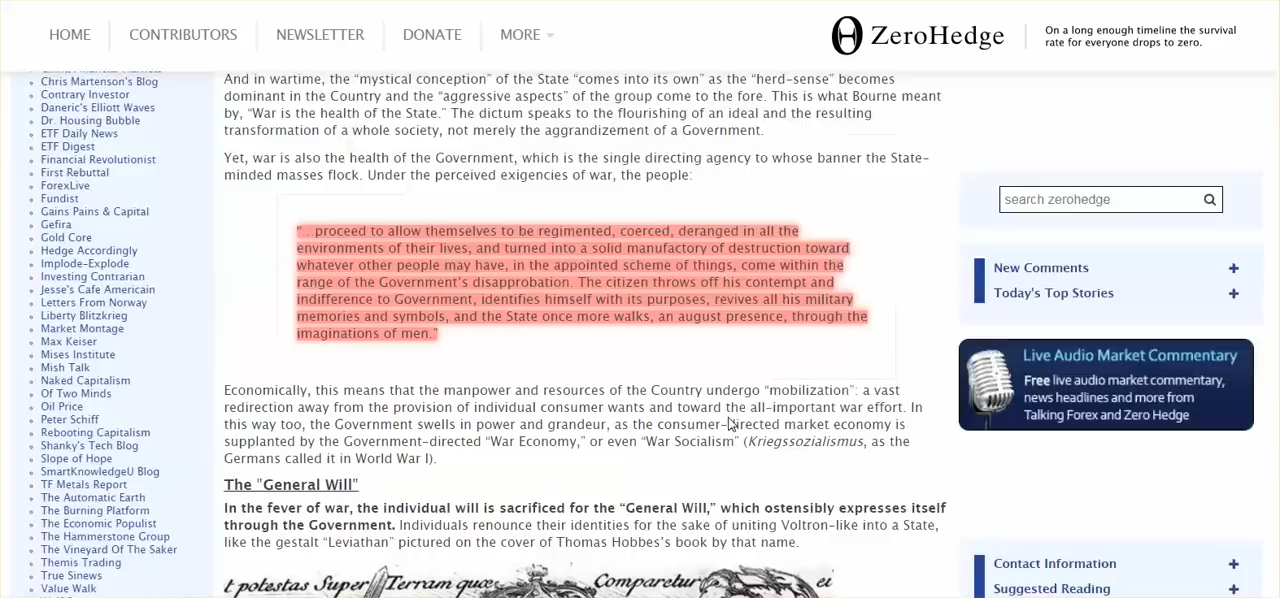 HOME
CONTRIBUTORS
NEWSLETTER
DONATE
MORE
ZeroHedge
On a long enough timeline the survival
rate for everyone drops to zero.
Chris Martenson's Blog
Contrary Investor
Daneric's Elliott Waves
Dr. Housing Bubble
ETF Daily News
ETF Digest
Financial Revolutionist
First Rebuttal
ForexLive
Fundist
Gains Pains & Capital
Gefira
Gold Core
Hedge Accordingly
Implode-Explode
Investing Contrarian
Jesse's Cafe Americain
Letters From Norway
Liberty Blitzkrieg
Market Montage
Max Keiser
Mises Institute
Mish Talk
Naked Capitalism
Of Two Minds
Oil Price
Peter Schiff
Rebooting Capitalism
Shanky's Tech Blog
Slope of Hope
SmartKnowledgeU Blog
TF Metals Report
The Automatic Earth
The Burning Platform
The Economic Populist
The Hammerstone Group
The Vineyard Of The Saker
Themis Trading
True Sinews
Value Walk
And in wartime, the “mystical conception” of the State “comes into its own” as the “herd-sense” becomes
dominant in the Country and the “aggressive aspects” of the group come to the fore. This is what Bourne meant
by, “War is the health of the State.” The dictum speaks to the flourishing of an ideal and the resulting
transformation of a whole society, not merely the aggrandizement of a Government.
Yet, war is also the health of the Government, which is the single directing agency to whose banner the State-
minded masses flock. Under the perceived exigencies of war, the people:
“…proceed to allow themselves to be regimented, coerced, deranged in all the
environments of their lives, and turned into a solid manufactory of destruction toward
whatever other people may have, in the appointed scheme of things, come within the
range of the Government’s disapprobation. The citizen throws off his contempt and
indifference to Government, identifies himself with its purposes, revives all his military
memories and symbols, and the State once more walks, an august presence, through the
imaginations of men.”
Economically, this means that the manpower and resources of the Country undergo “mobilization”: a vast
redirection away from the provision of individual consumer wants and toward the all-important war effort. In
this way too, the Government swells in power and grandeur, as the consumer-directed market economy is
supplanted by the Government-directed “War Economy,” or even “War Socialism” (Kriegssozialismus, as the
Germans called it in World War I).
The "General Will"
In the fever of war, the individual will is sacrificed for the “General Will,” which ostensibly expresses itself
through the Government. Individuals renounce their identities for the sake of uniting Voltron-like into a State,
like the gestalt “Leviathan” pictured on the cover of Thomas Hobbes’s book by that name.
t potestas Super Terram quæ Comparetur ei
search zerohedge
New Comments +
Today's Top Stories +
Live Audio Market Commentary
Free live audio market commentary,
news headlines and more from
Talking Forex and Zero Hedge
Contact Information +
Suggested Reading +